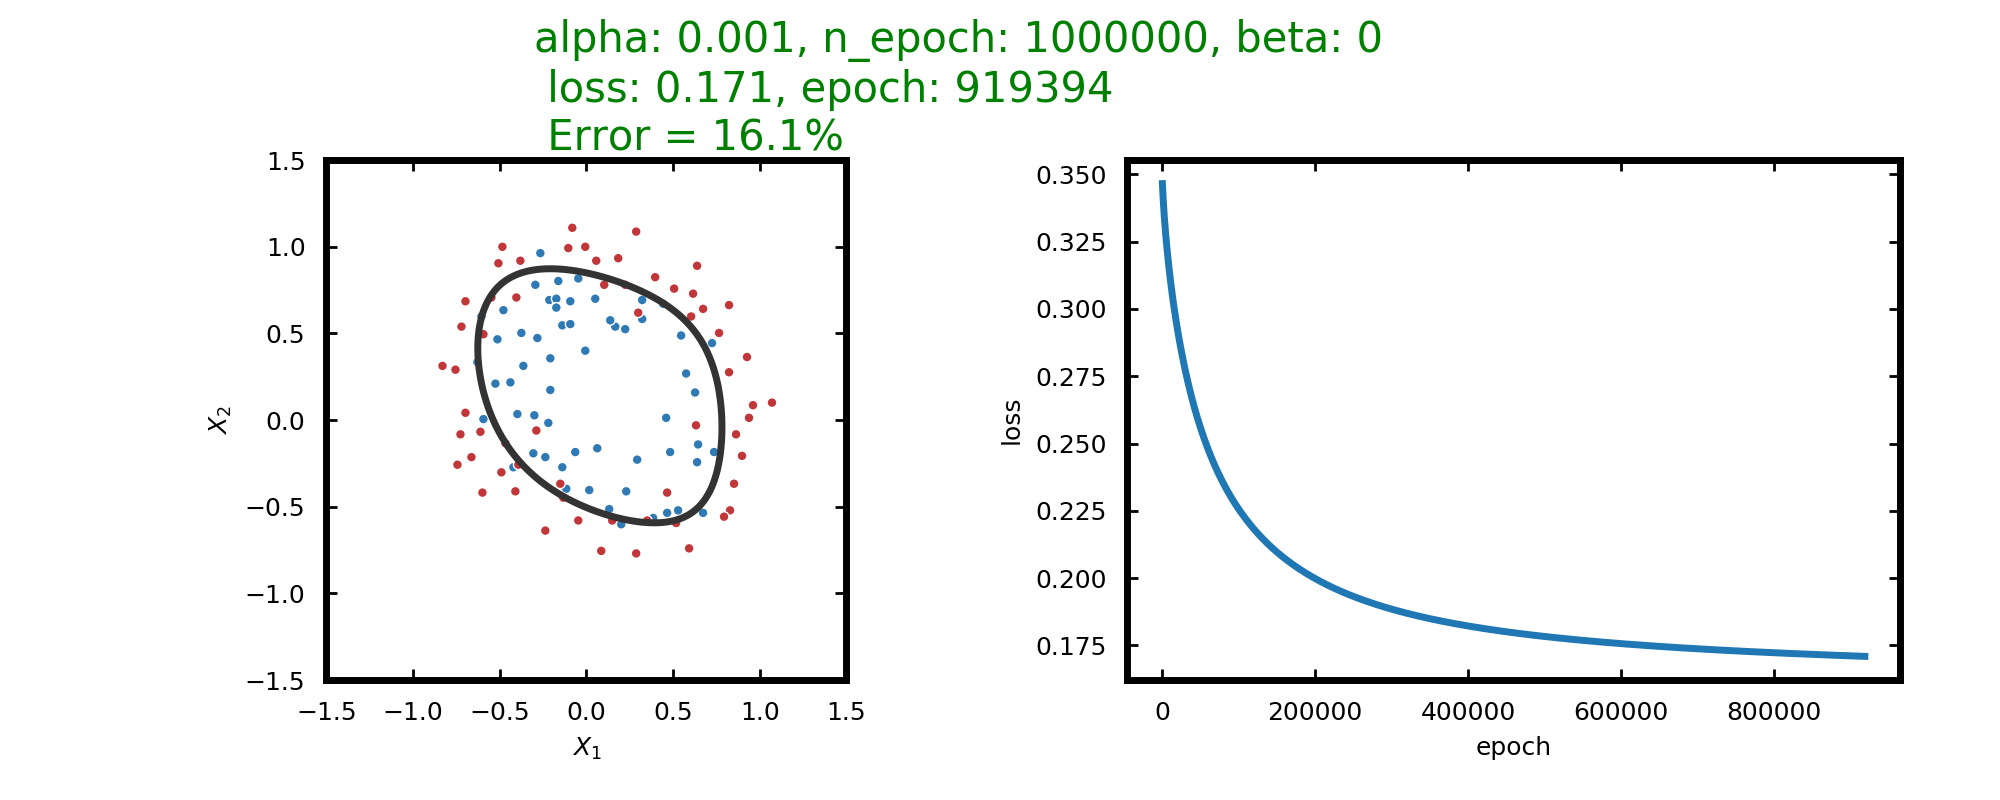 alpha: 0.001, n_epoch: 1000000, beta: 0
loss: 0.171, epoch: 919394
Error = 16.1%
1.5
1.0
0.5
0.0
−0.5
−1.0
−1.5
X2
−1.5 −1.0 −0.5 0.0 0.5 1.0 1.5
X1
0.350
0.325
0.300
0.275
0.250
0.225
0.200
0.175
loss
0 200000 400000 600000 800000
epoch